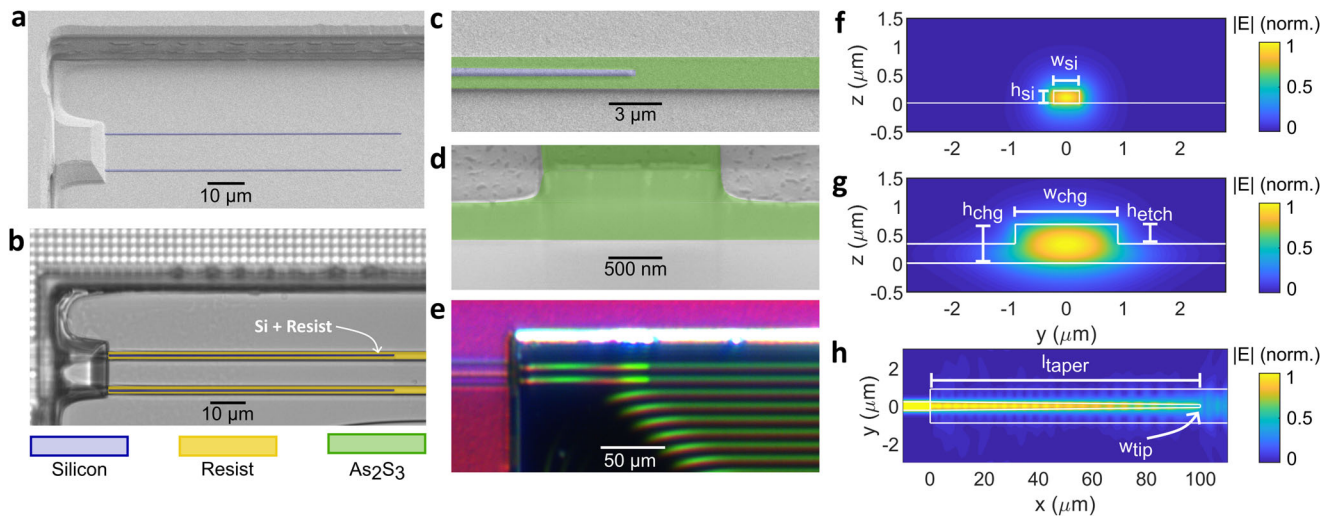 a
10 µm
b
Si + Resist
10 µm
Silicon
Resist
As2S3
c
3 µm
d
500 nm
e
50 µm
f
|E| (norm.)
1.5
1
0.5
0
-0.5
z (µm)
wsi
hsi
-2
-1
0
1
2
1
0.5
0
g
|E| (norm.)
1.5
1
0.5
0
-0.5
z (µm)
wchg
hchg
hetch
-2
-1
0
1
2
y (µm)
1
0.5
0
h
|E| (norm.)
2
0
-2
y (µm)
ltaper
wtip
0
20
40
60
80
100
x (µm)
1
0.5
0